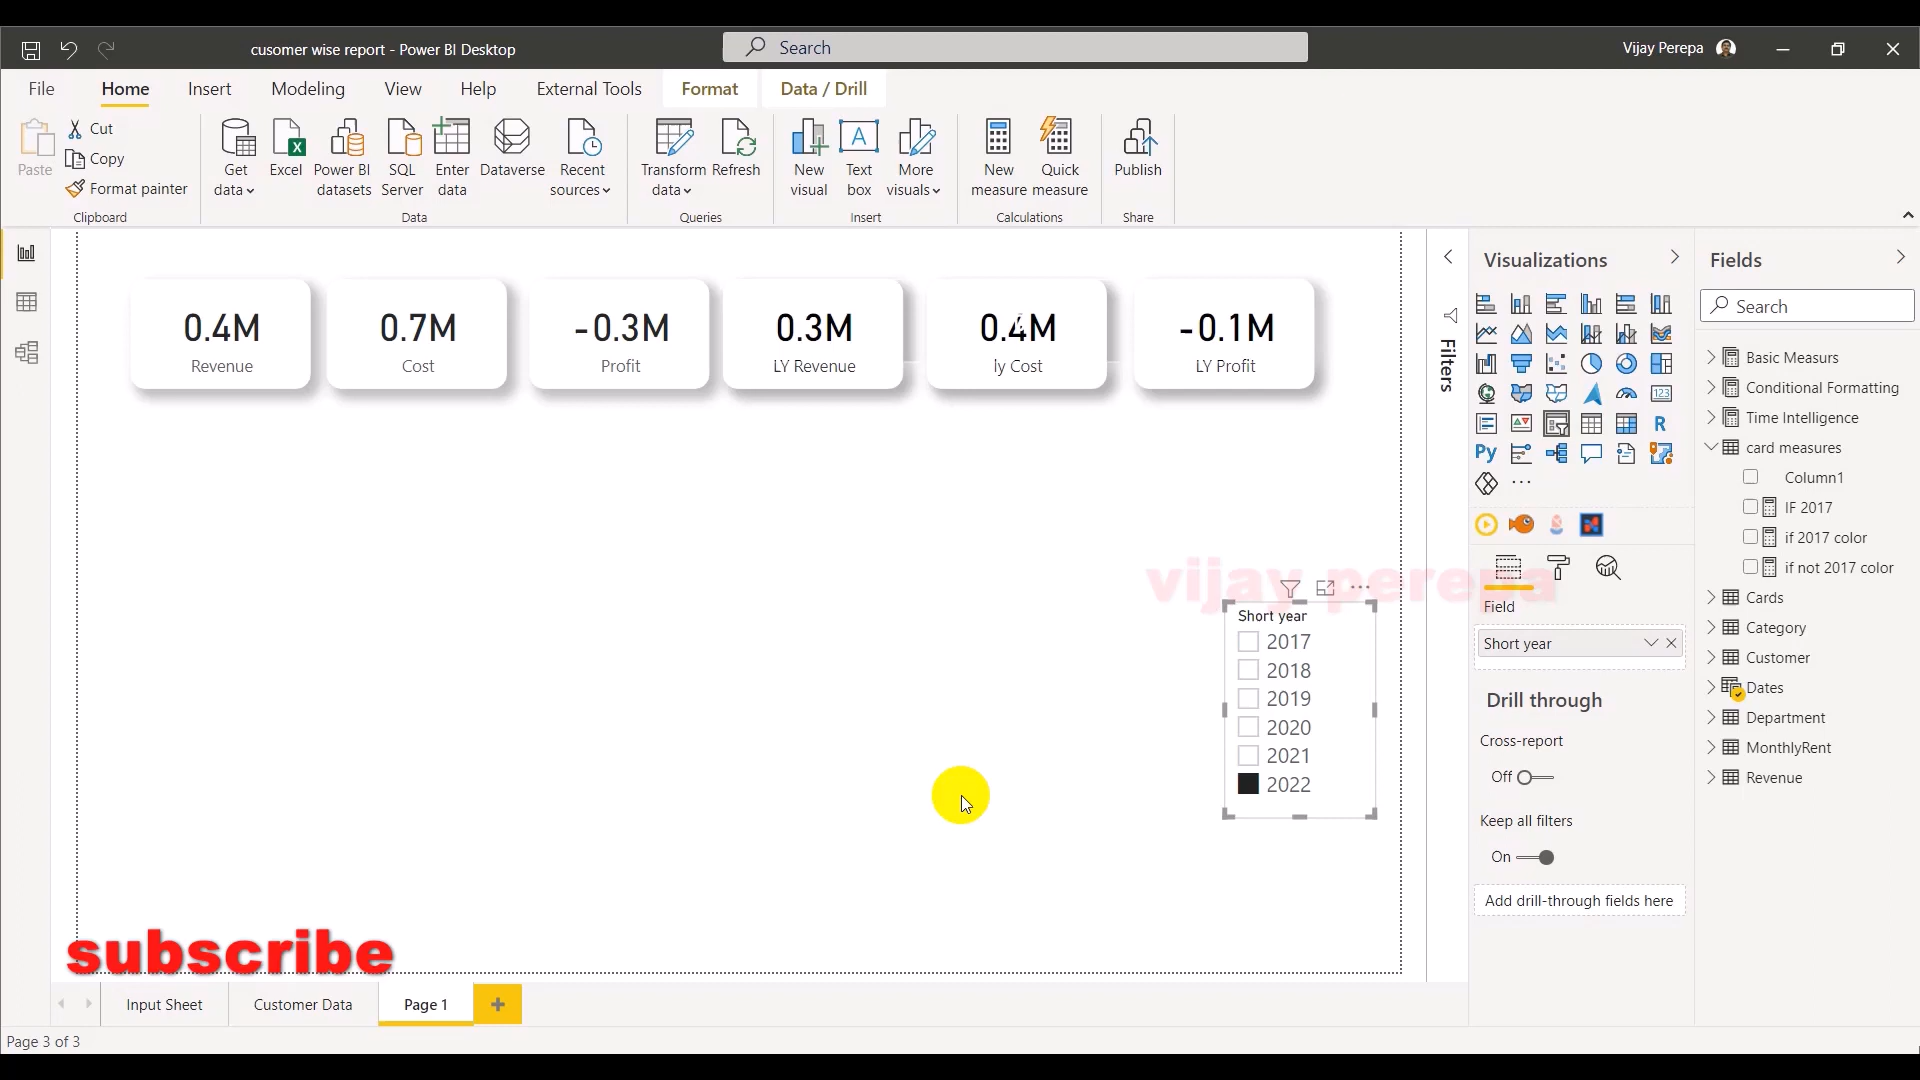 cusomer wise report - Power BI Desktop
Search
Vijay Perepa
File
Home
Insert
Modeling
View
Help
External Tools
Format
Data / Drill
Paste
Cut
Copy
Format painter
Clipboard
Get
data
Excel
Power BI
datasets
SQL
Server
Enter
data
Dataverse
Recent
sources
Data
Transform
data
Refresh
Queries
New
visual
Text
box
More
visuals
Insert
New
measure
Quick
measure
Calculations
Publish
Share
0.4M
Revenue
0.7M
Cost
-0.3M
Profit
0.3M
LY Revenue
0.4M
ly Cost
-0.1M
LY Profit
vijay perepa
Short year
2017
2018
2019
2020
2021
2022
subscribe
Filters
Visualizations
123
R
Py
Field
Short year
Drill through
Cross-report
Off
Keep all filters
On
Add drill-through fields here
Fields
Search
Basic Measurs
Conditional Formatting
Time Intelligence
card measures
Column1
IF 2017
if 2017 color
if not 2017 color
Cards
Category
Customer
Dates
Department
MonthlyRent
Revenue
Input Sheet
Customer Data
Page 1
Page 3 of 3